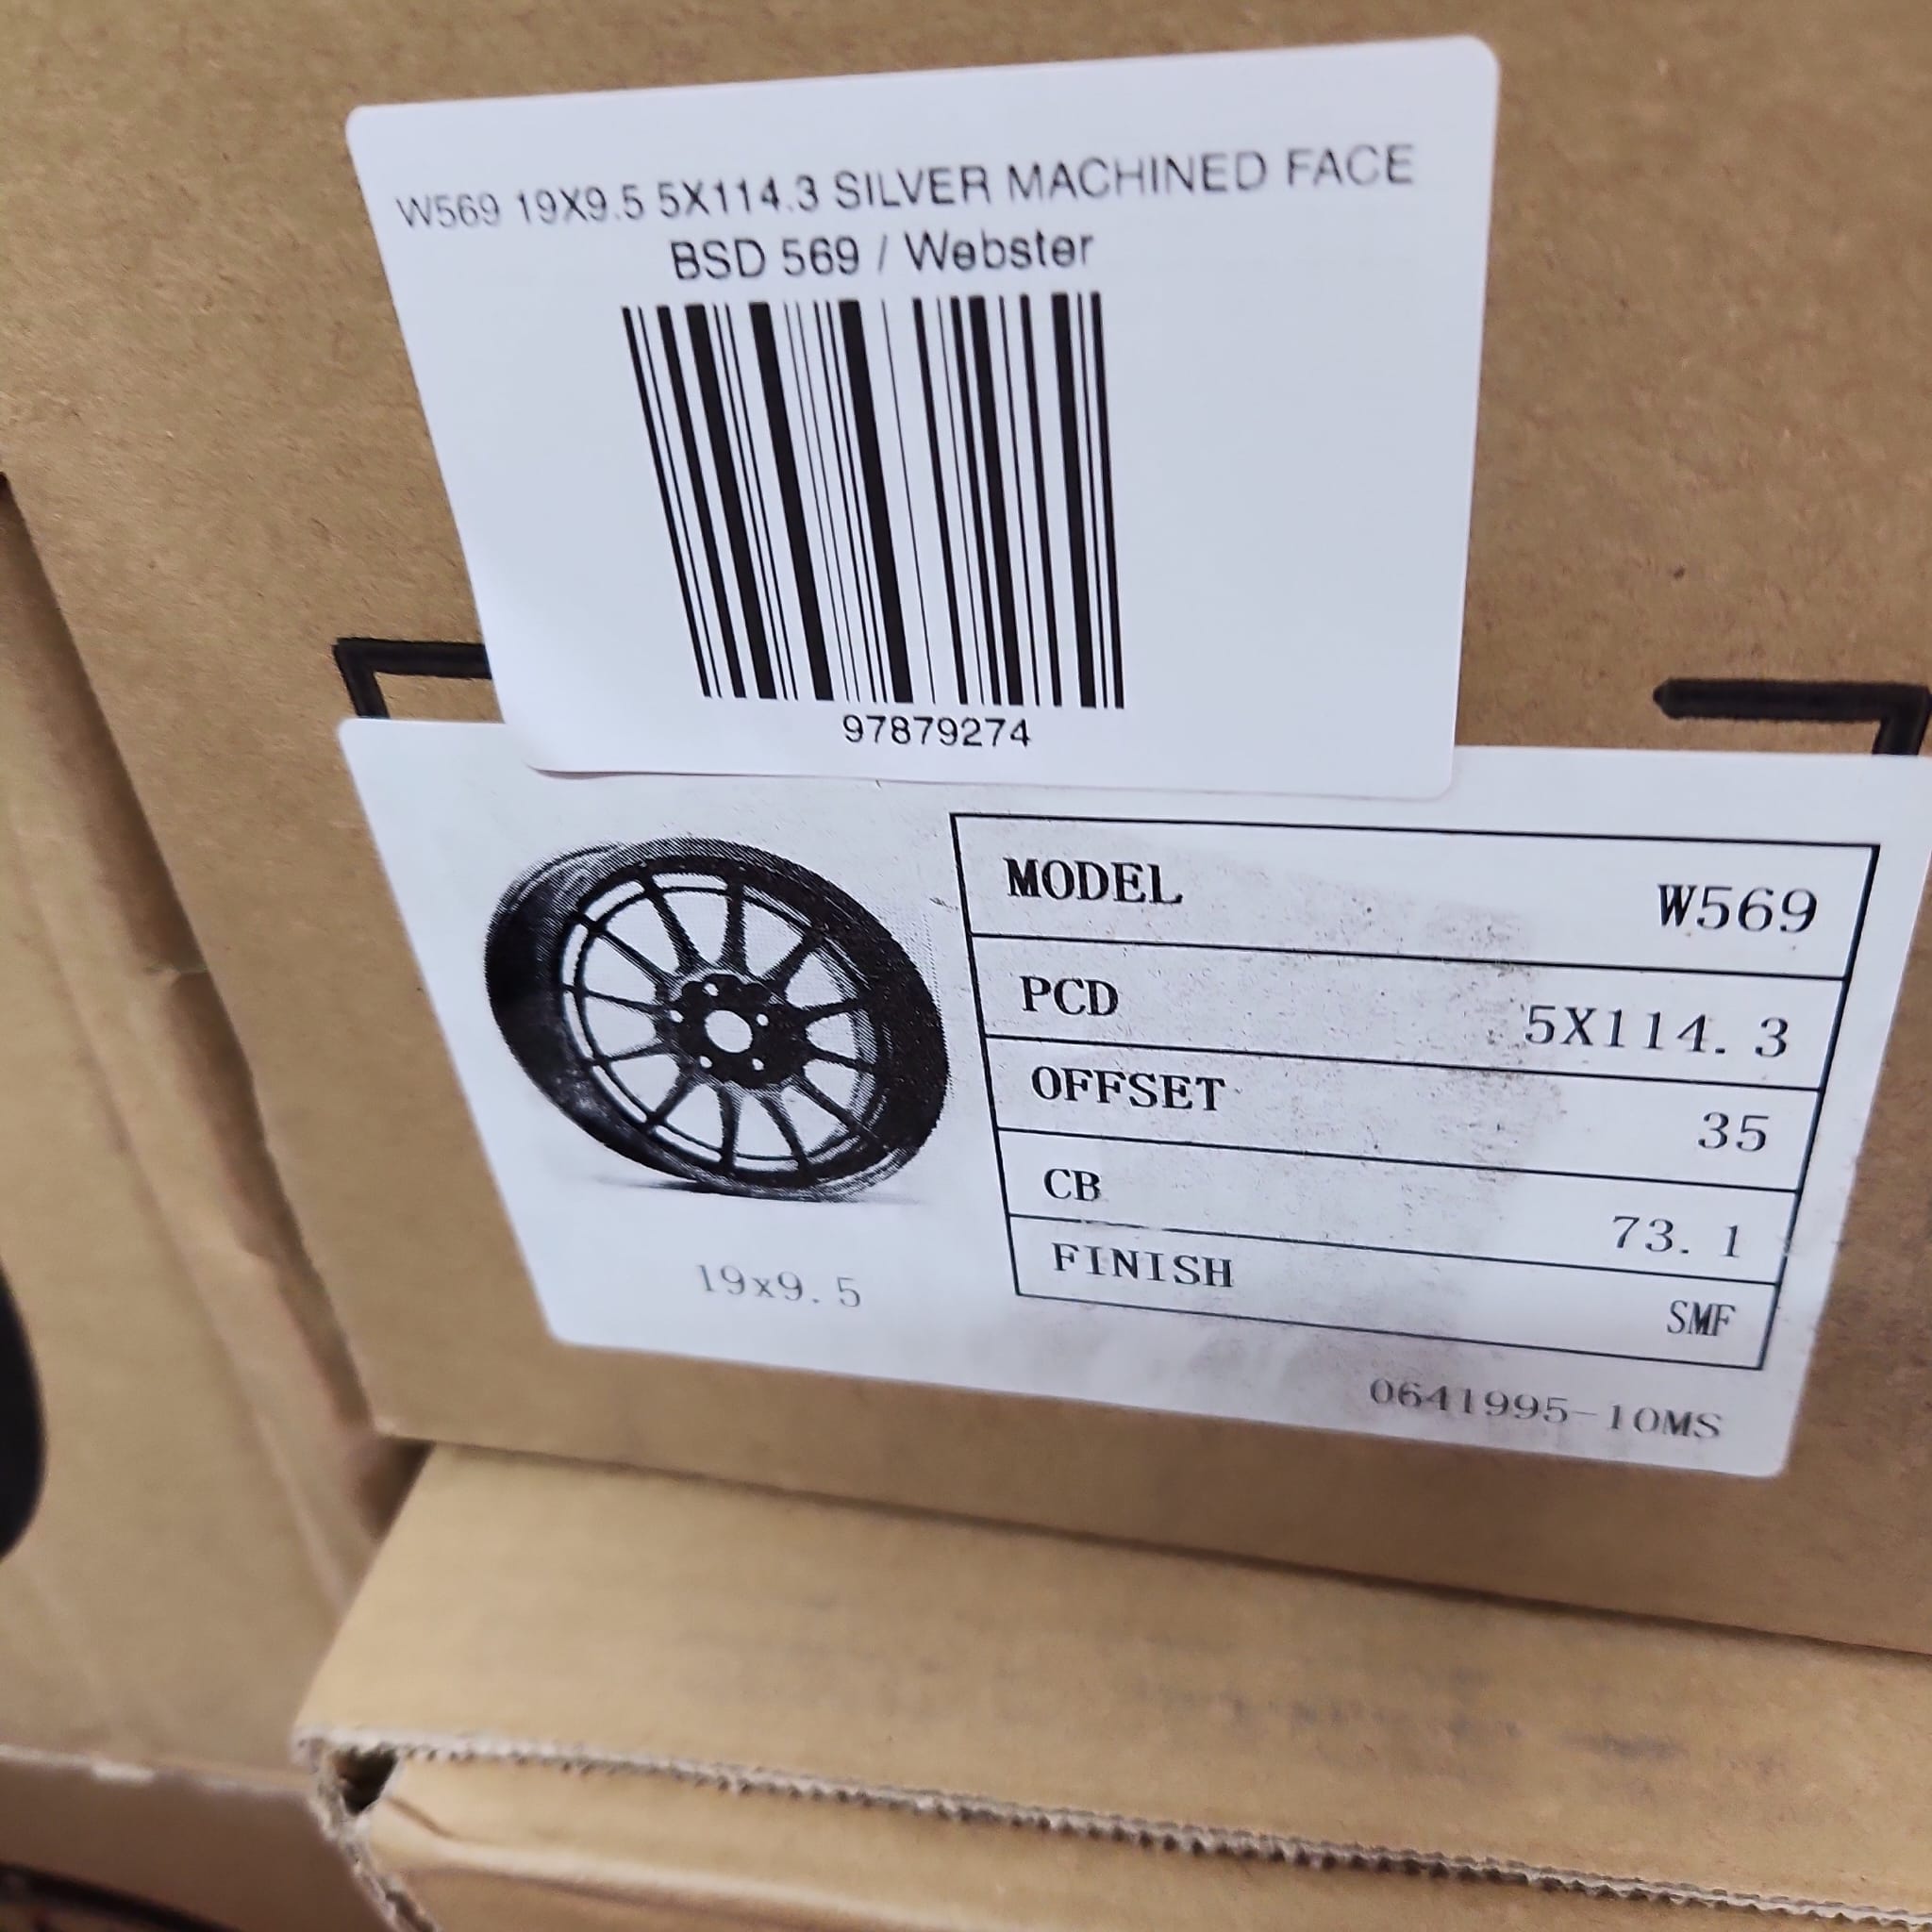 W569 19X9.5 5X114.3 SILVER MACHINED FACE
BSD 569 / Webster
97879274
MODEL W569
PCD 5X114. 3
OFFSET 35
CB 73. 1
FINISH SMF
19x9. 5
0641995-10MS